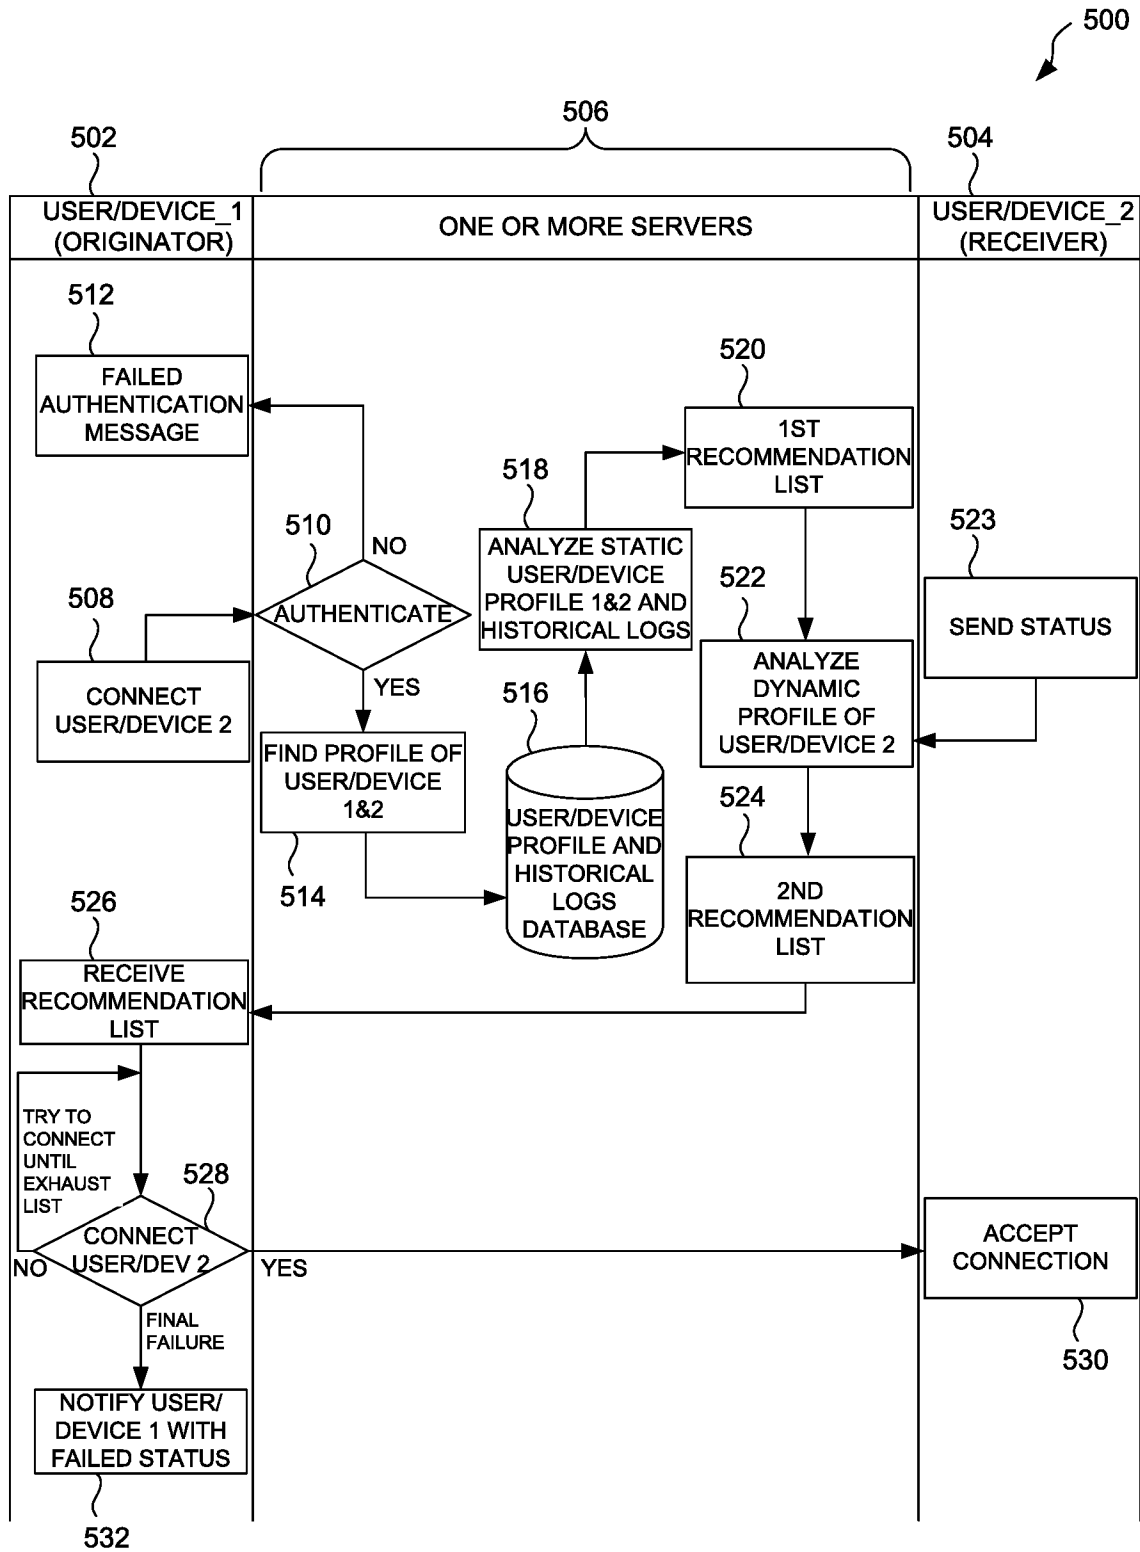 500
506
502
504
USER/DEVICE_1
(ORIGINATOR)
ONE OR MORE SERVERS
USER/DEVICE_2
(RECEIVER)
512
FAILED
AUTHENTICATION
MESSAGE
520
1ST
RECOMMENDATION
LIST
518
ANALYZE STATIC
USER/DEVICE
PROFILE 1&2 AND
HISTORICAL LOGS
510
NO
AUTHENTICATE
YES
508
CONNECT
USER/DEVICE 2
523
SEND STATUS
522
ANALYZE
DYNAMIC
PROFILE OF
USER/DEVICE 2
FIND PROFILE OF
USER/DEVICE
1&2
514
516
USER/DEVICE
PROFILE AND
HISTORICAL
LOGS
DATABASE
524
2ND
RECOMMENDATION
LIST
526
RECEIVE
RECOMMENDATION
LIST
TRY TO
CONNECT
UNTIL
EXHAUST
LIST
528
CONNECT
USER/DEV 2
NO
YES
ACCEPT
CONNECTION
530
FINAL
FAILURE
NOTIFY USER/
DEVICE 1 WITH
FAILED STATUS
532